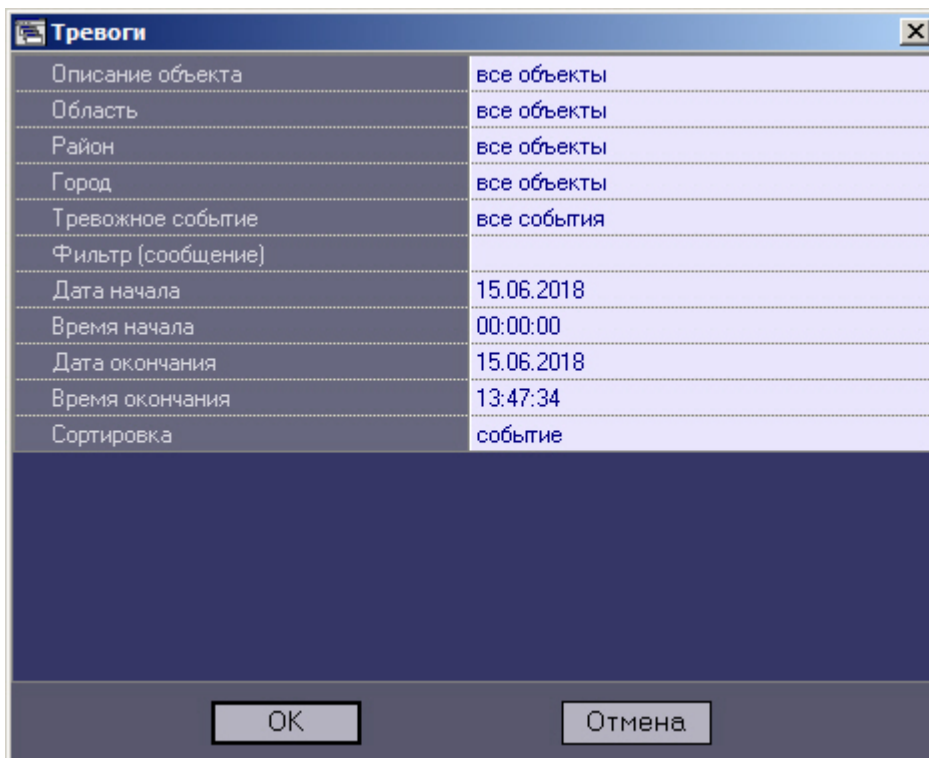 Тревоги
Описание объекта все объекты
Область все объекты
Район все объекты
Город все объекты
Тревожное событие все события
Фильтр (сообщение)
Дата начала 15.06.2018
Время начала 00:00:00
Дата окончания 15.06.2018
Время окончания 13:47:34
Сортировка событие
OK Отмена